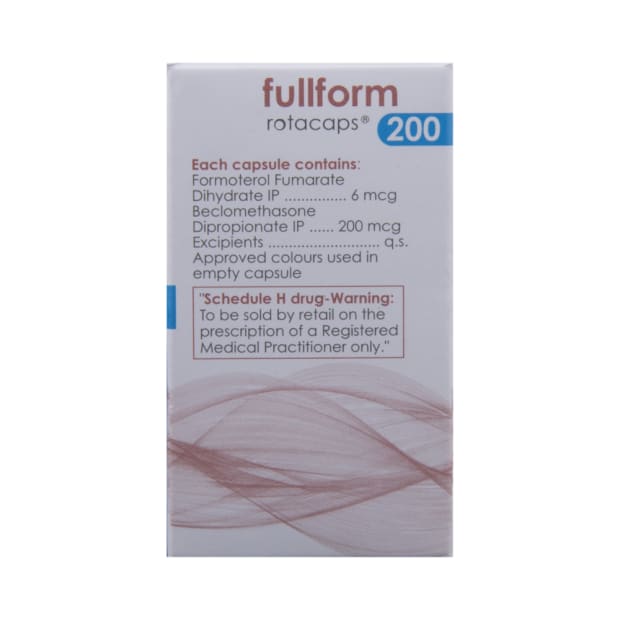 fullform
rotacaps®
200
Each capsule contains:
Formoterol Fumarate
Dihydrate IP ............... 6 mcg
Beclomethasone
Dipropionate IP ...... 200 mcg
Excipients ........................... q.s.
Approved colours used in
empty capsule
"Schedule H drug-Warning:
To be sold by retail on the
prescription of a Registered
Medical Practitioner only."